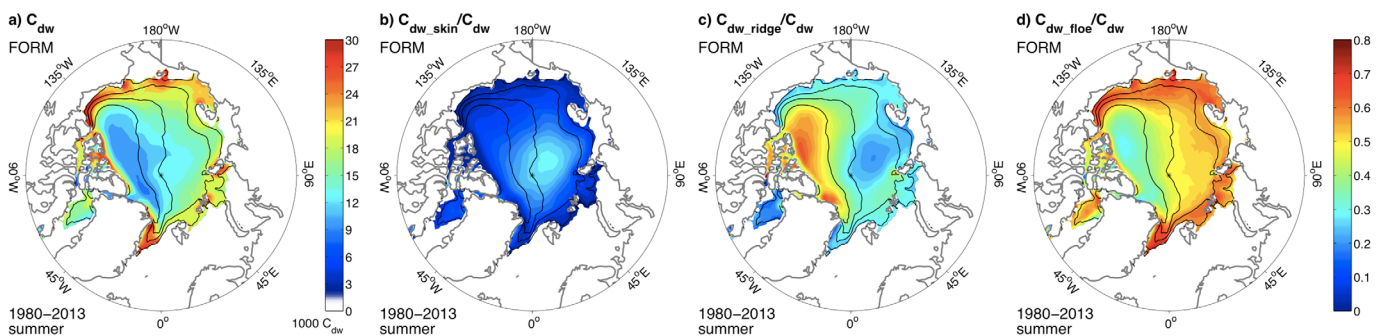 a) C_dw
FORM
180°W
135°W
135°E
90°W
90°E
45°W
45°E
0°
1980−2013
summer
30
27
24
21
18
15
12
9
6
3
0
1000 C_dw
b) C_dw_skin/C_dw
FORM
180°W
135°W
135°E
90°W
90°E
45°W
45°E
0°
1980−2013
summer
c) C_dw_ridge/C_dw
FORM
180°W
135°W
135°E
90°W
90°E
45°W
45°E
0°
1980−2013
summer
d) C_dw_floe/C_dw
FORM
180°W
135°W
135°E
90°W
90°E
45°W
45°E
0°
1980−2013
summer
0.8
0.7
0.6
0.5
0.4
0.3
0.2
0.1
0